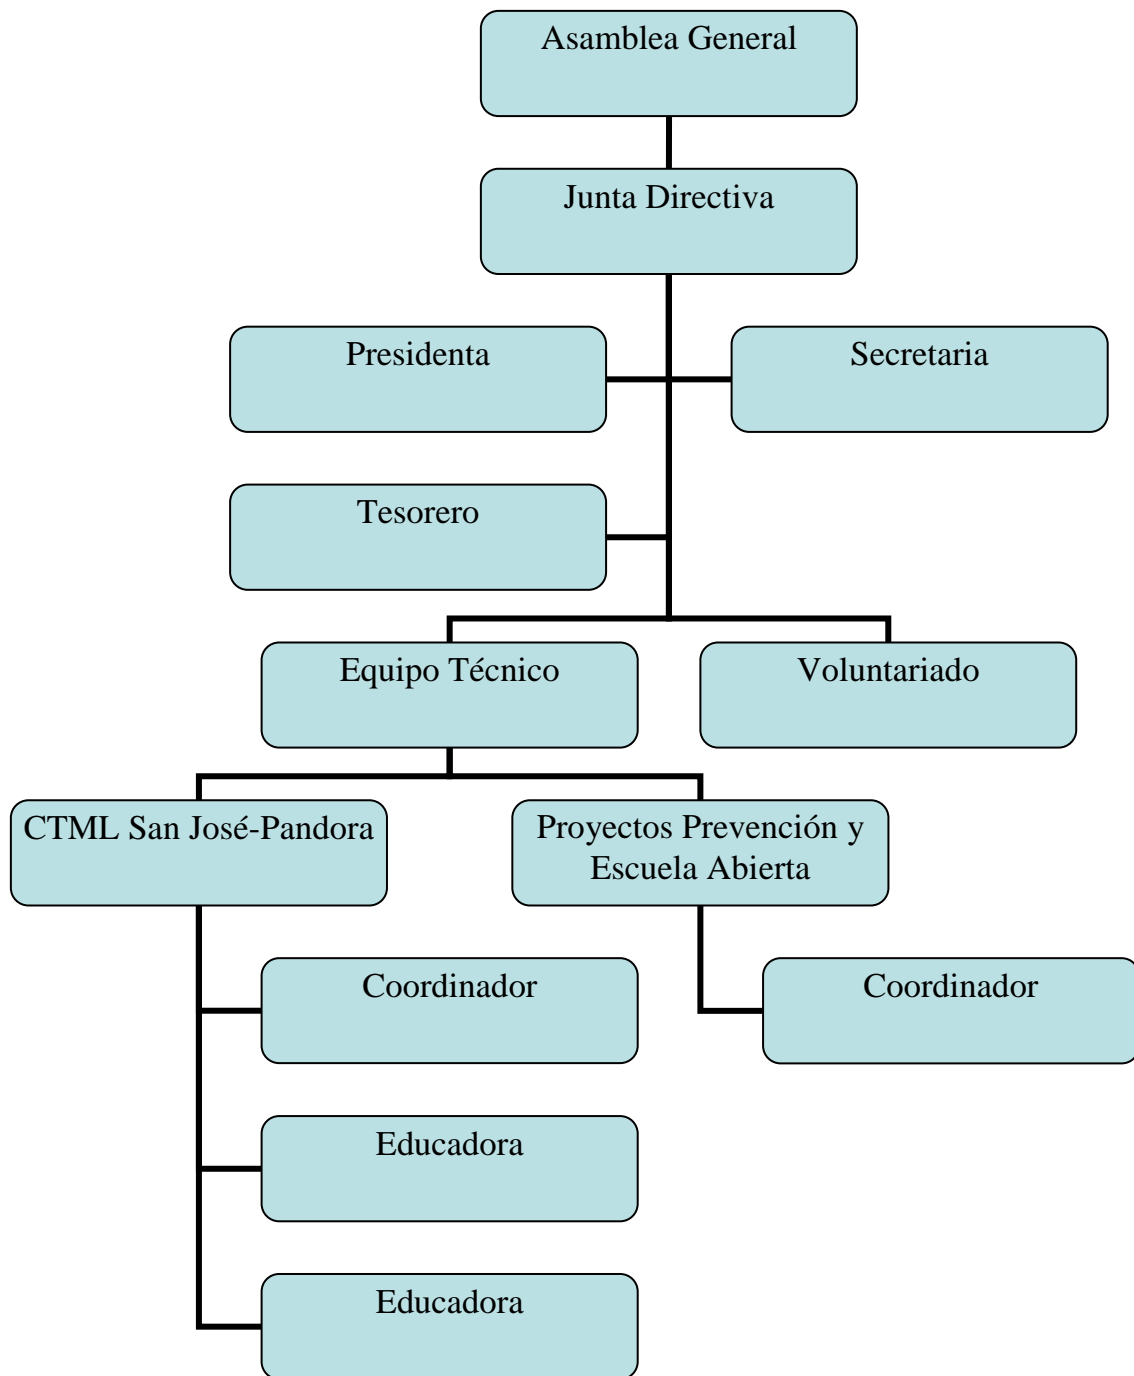 Asamblea General
Junta Directiva
Presidenta
Secretaria
Tesorero
Equipo Técnico
Voluntariado
CTML San José-Pandora
Proyectos Prevención y
Escuela Abierta
Coordinador
Coordinador
Educadora
Educadora